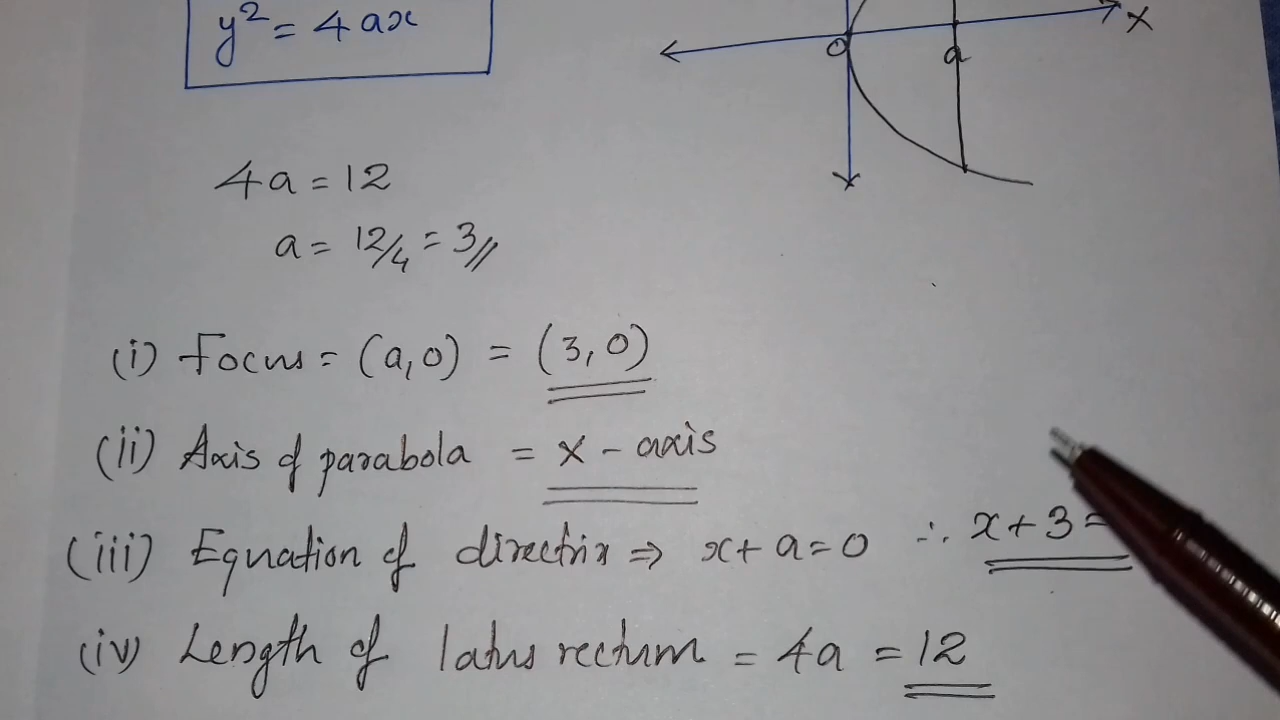 y² = 4ax
X
O
a
4a = 12
a = 12/4 = 3//
(i) Focus = (a,0) = (3,0)
(ii) Axis of parabola = x - axis
(iii) Equation of directrix ⇒ x + a = 0 ∴ x + 3 =
(iv) Length of latus rectum = 4a = 12